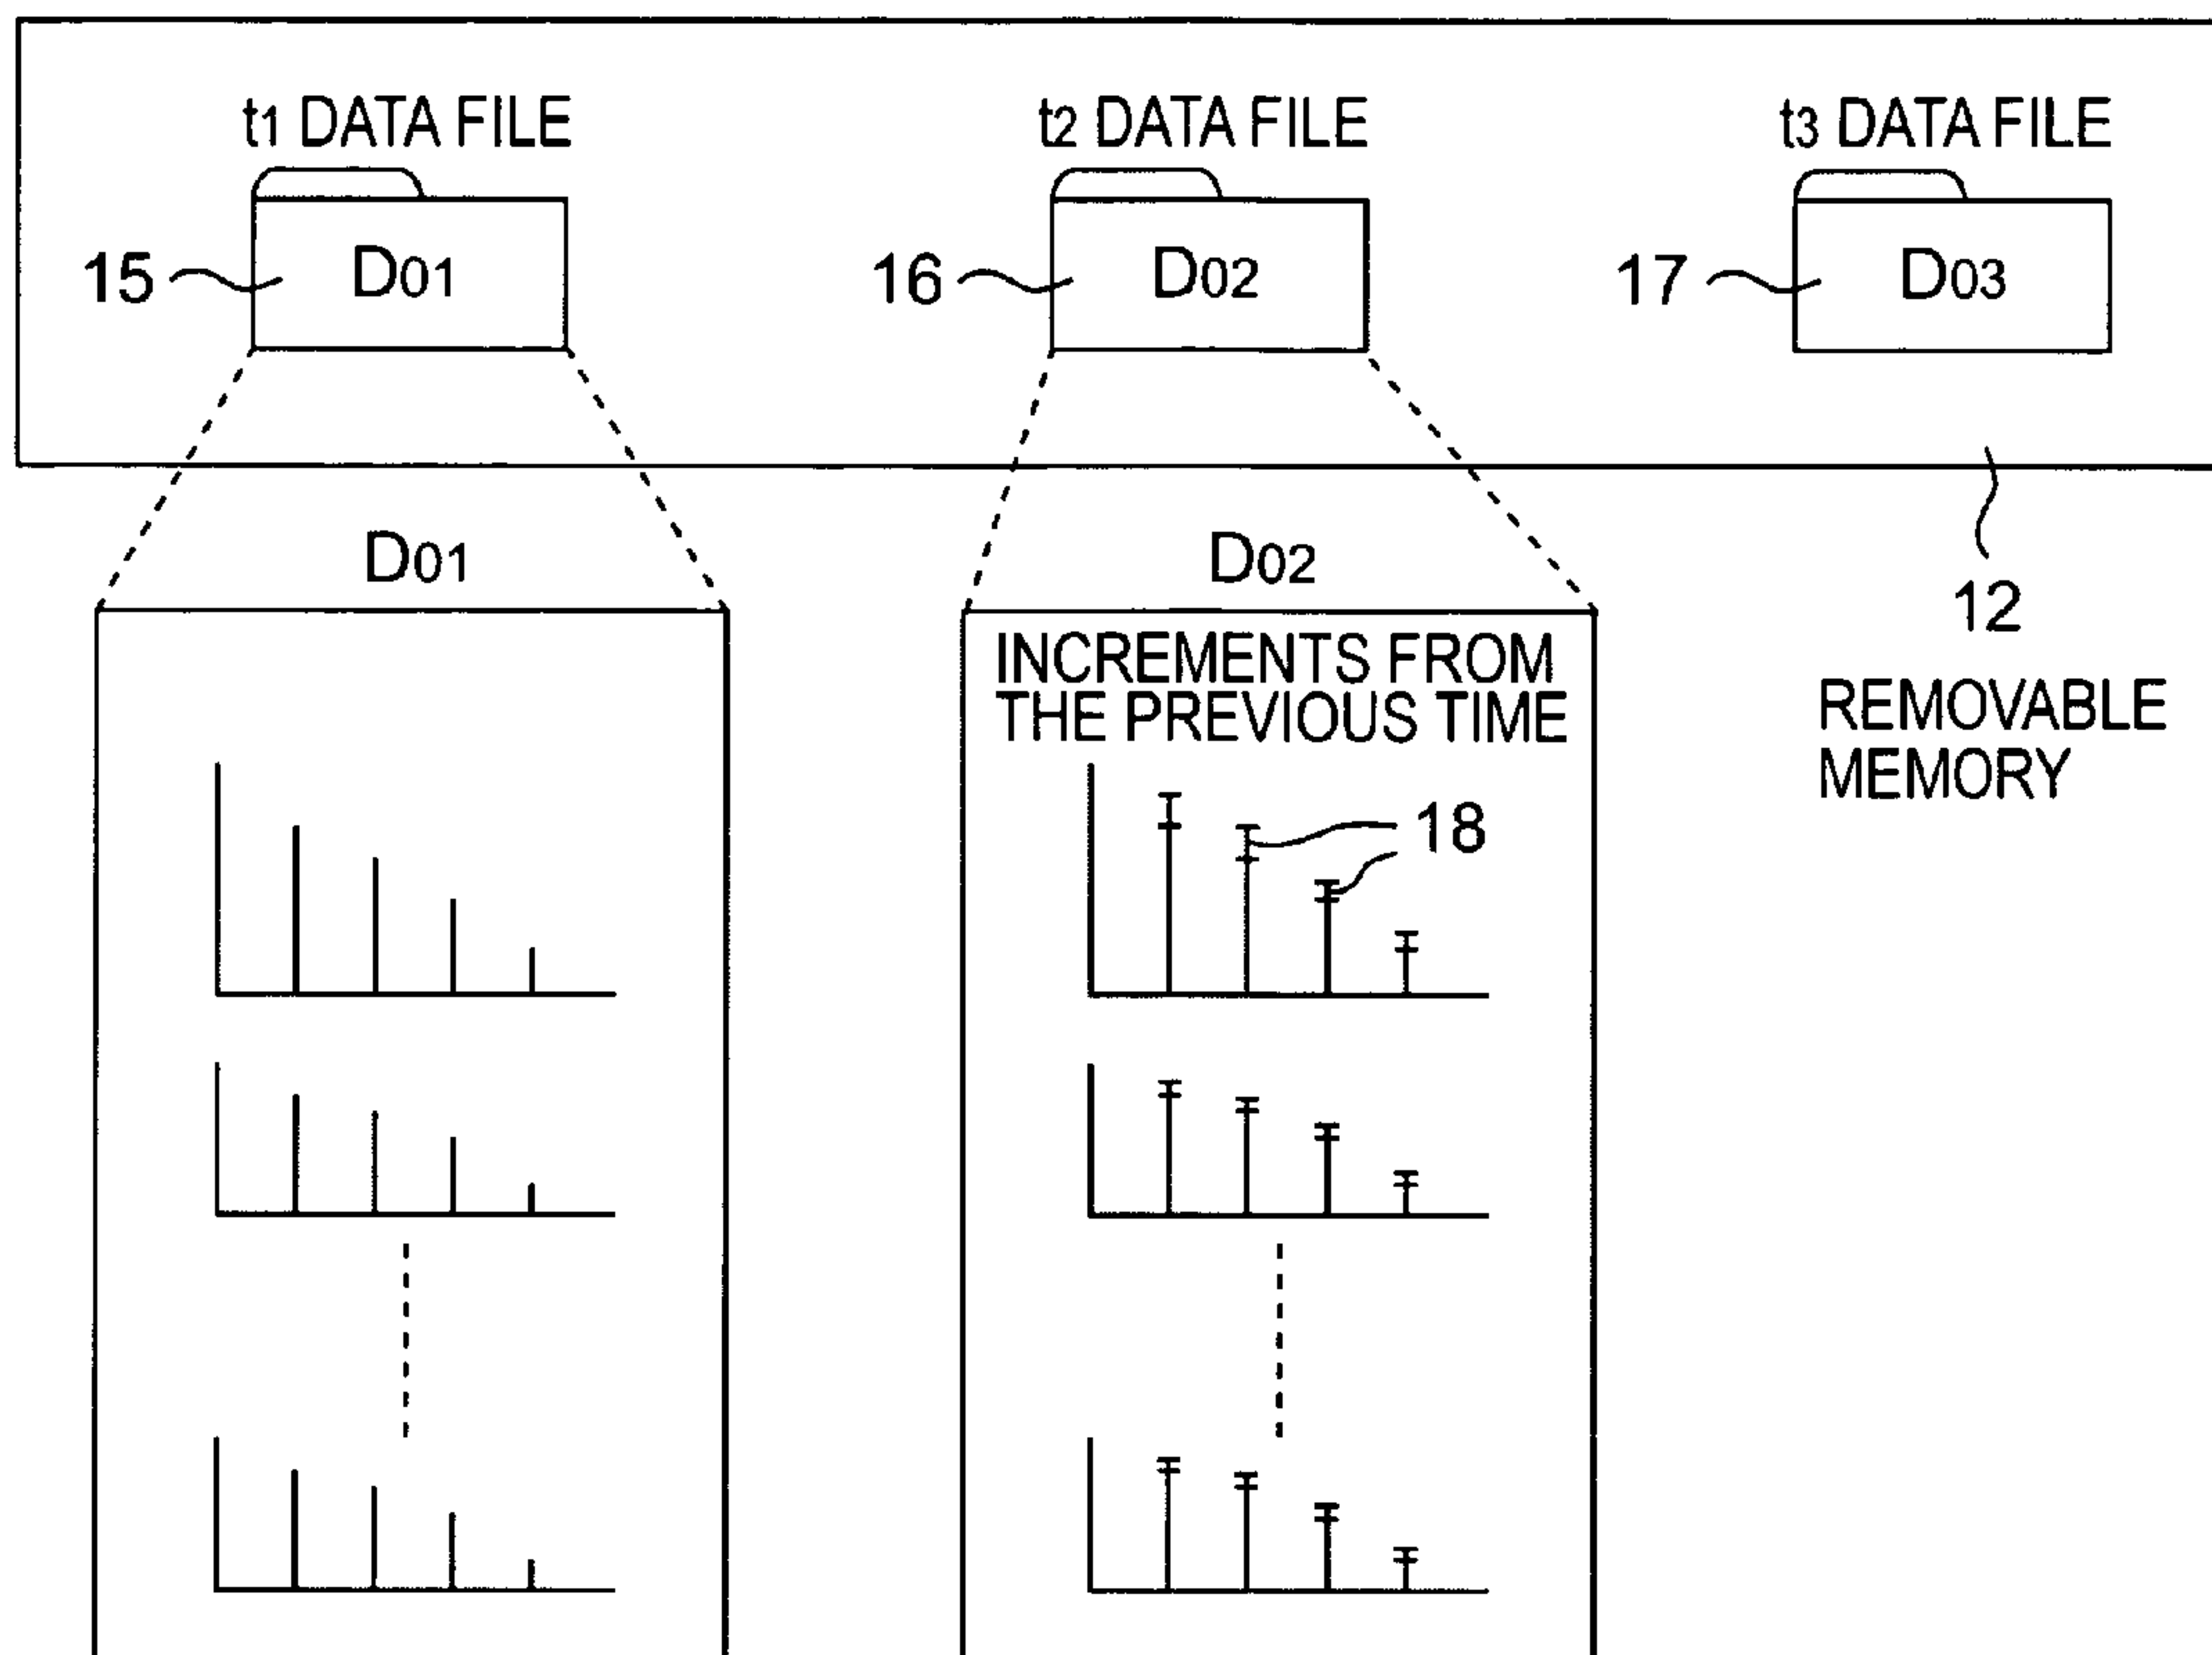 t1 DATA FILE
t2 DATA FILE
t3 DATA FILE
15
D01
16
D02
17
D03
D01
D02
12
REMOVABLE
MEMORY
INCREMENTS FROM
THE PREVIOUS TIME
18